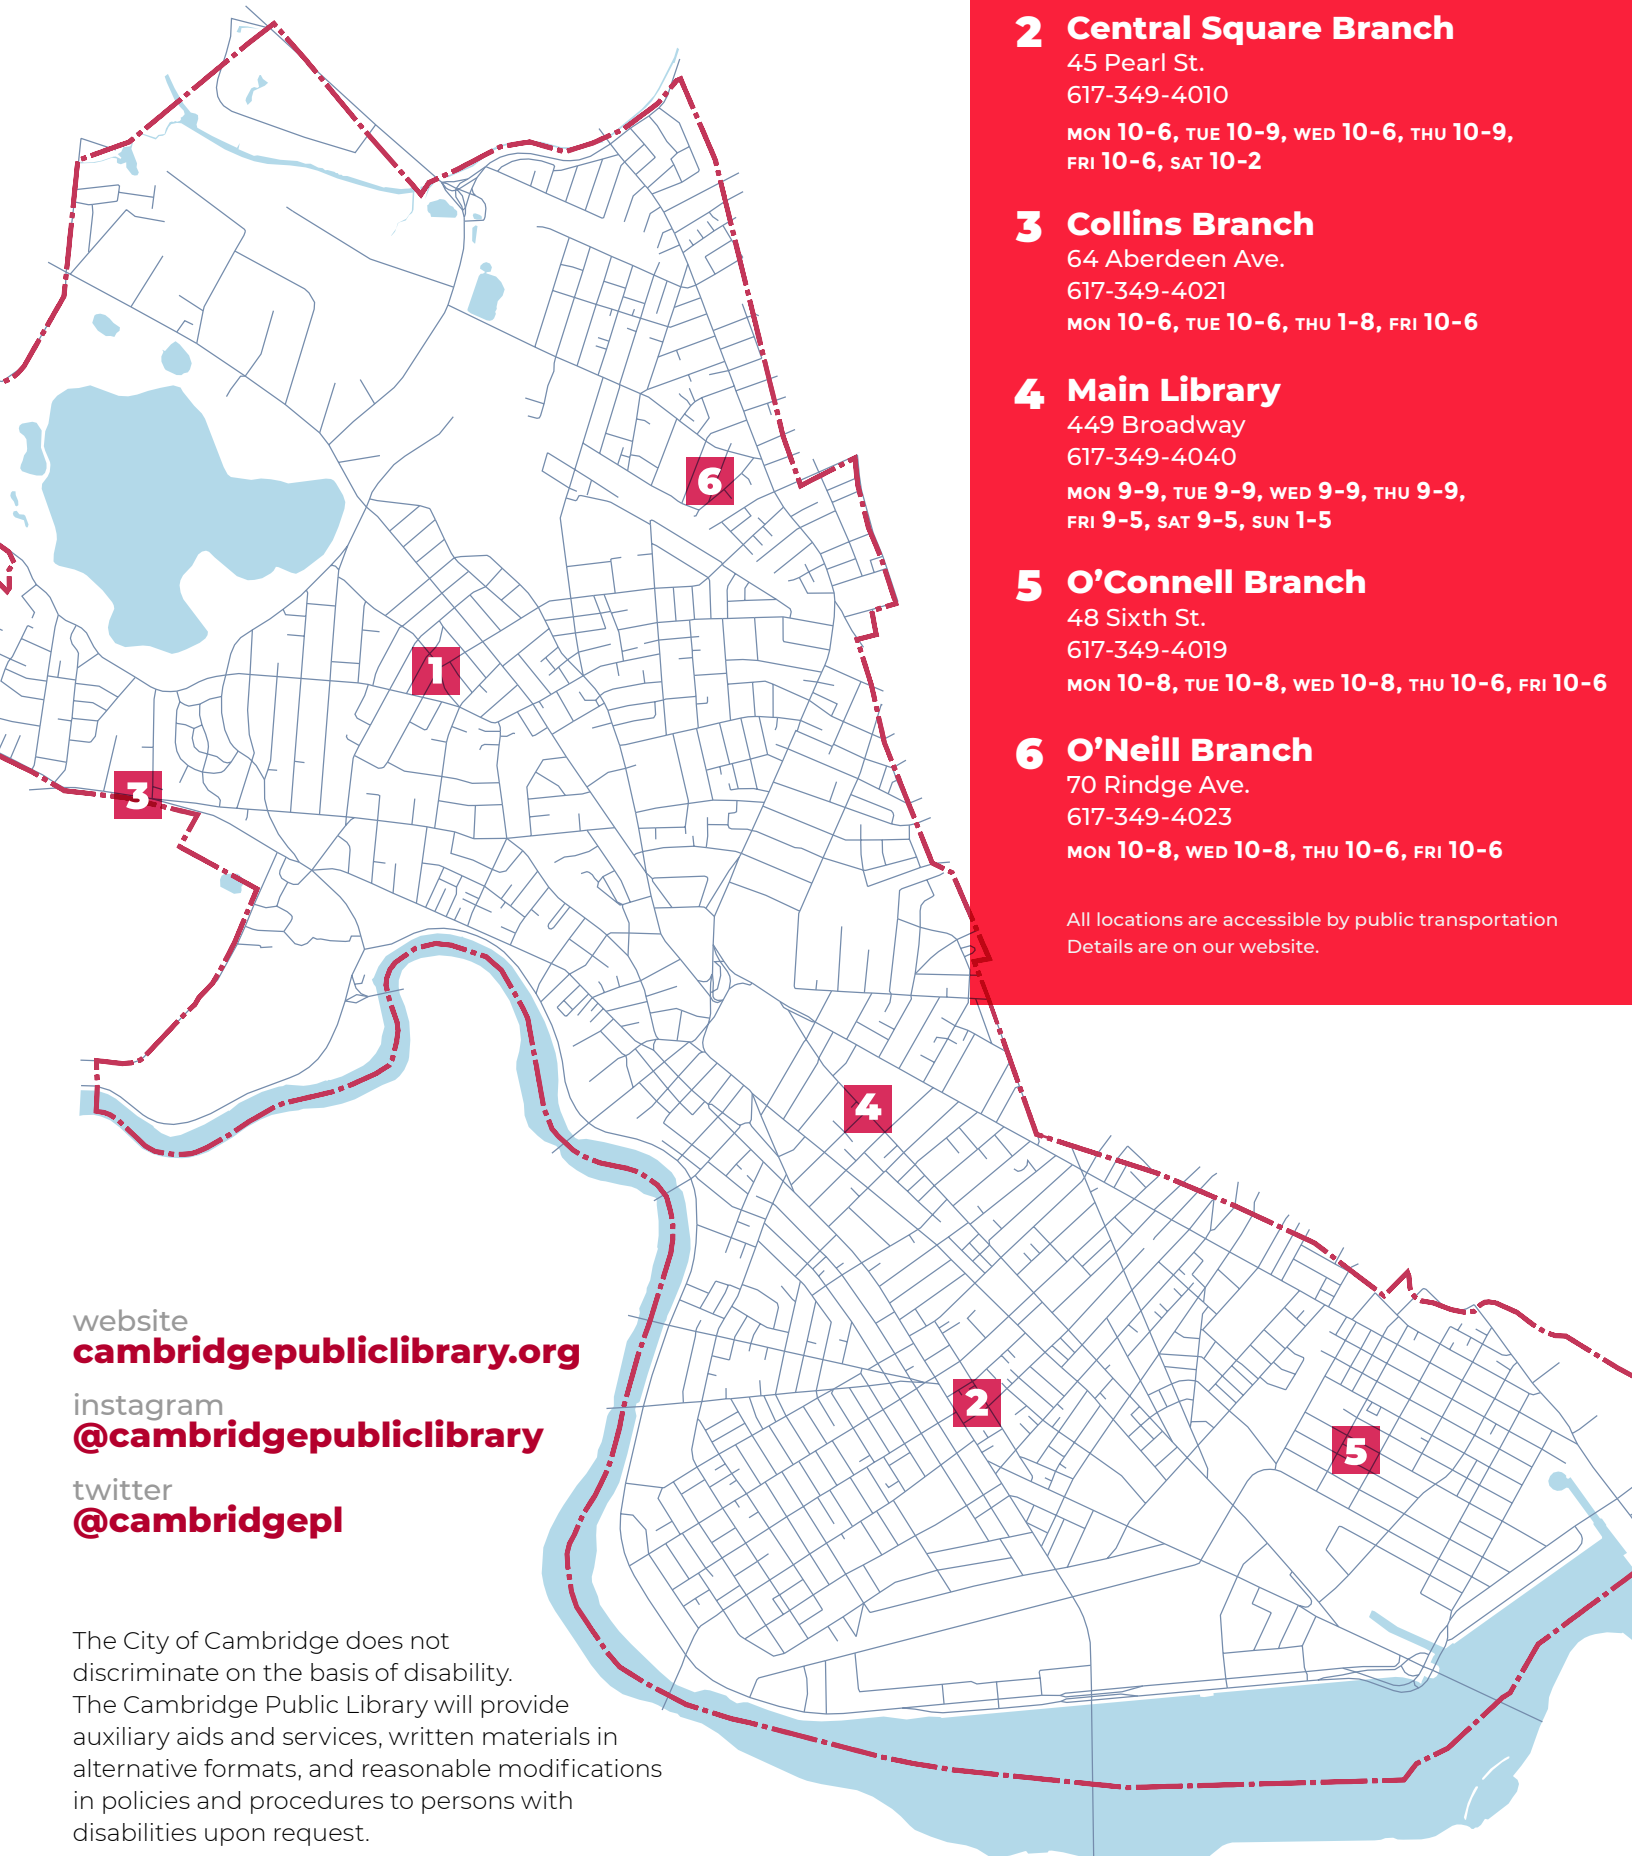 2 Central Square Branch
45 Pearl St.
617-349-4010
MON 10-6, TUE 10-9, WED 10-6, THU 10-9,
FRI 10-6, SAT 10-2
3 Collins Branch
64 Aberdeen Ave.
617-349-4021
MON 10-6, TUE 10-6, THU 1-8, FRI 10-6
4 Main Library
449 Broadway
617-349-4040
MON 9-9, TUE 9-9, WED 9-9, THU 9-9,
FRI 9-5, SAT 9-5, SUN 1-5
5 O’Connell Branch
48 Sixth St.
617-349-4019
MON 10-8, TUE 10-8, WED 10-8, THU 10-6, FRI 10-6
6 O’Neill Branch
70 Rindge Ave.
617-349-4023
MON 10-8, WED 10-8, THU 10-6, FRI 10-6
All locations are accessible by public transportation
Details are on our website.
6
1
3
4
2
5
website
cambridgepubliclibrary.org
instagram
@cambridgepubliclibrary
twitter
@cambridgepl
The City of Cambridge does not
discriminate on the basis of disability.
The Cambridge Public Library will provide
auxiliary aids and services, written materials in
alternative formats, and reasonable modifications
in policies and procedures to persons with
disabilities upon request.